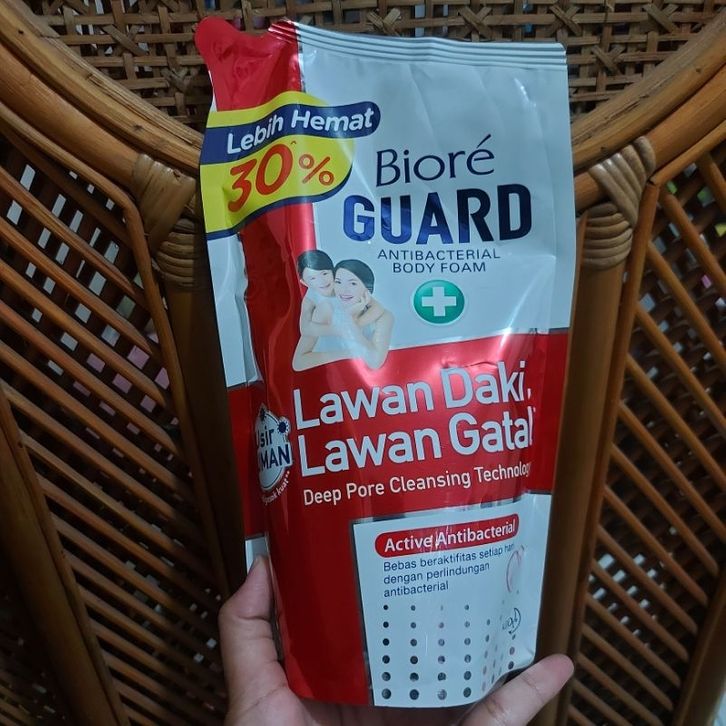 Lebih Hemat
30%
Bioré
GUARD
ANTIBACTERIAL
BODY FOAM
Lawan Daki,
Lawan Gatal
Deep Pore Cleansing Technology
Active Antibacterial
Bebas beraktifitas setiap hari
dengan perlindungan
antibacterial